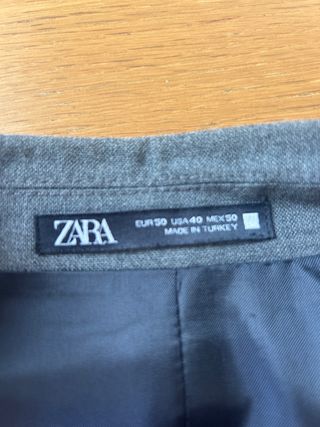 ZARA
EUR 50 USA 40 MEX 50
MADE IN TURKEY